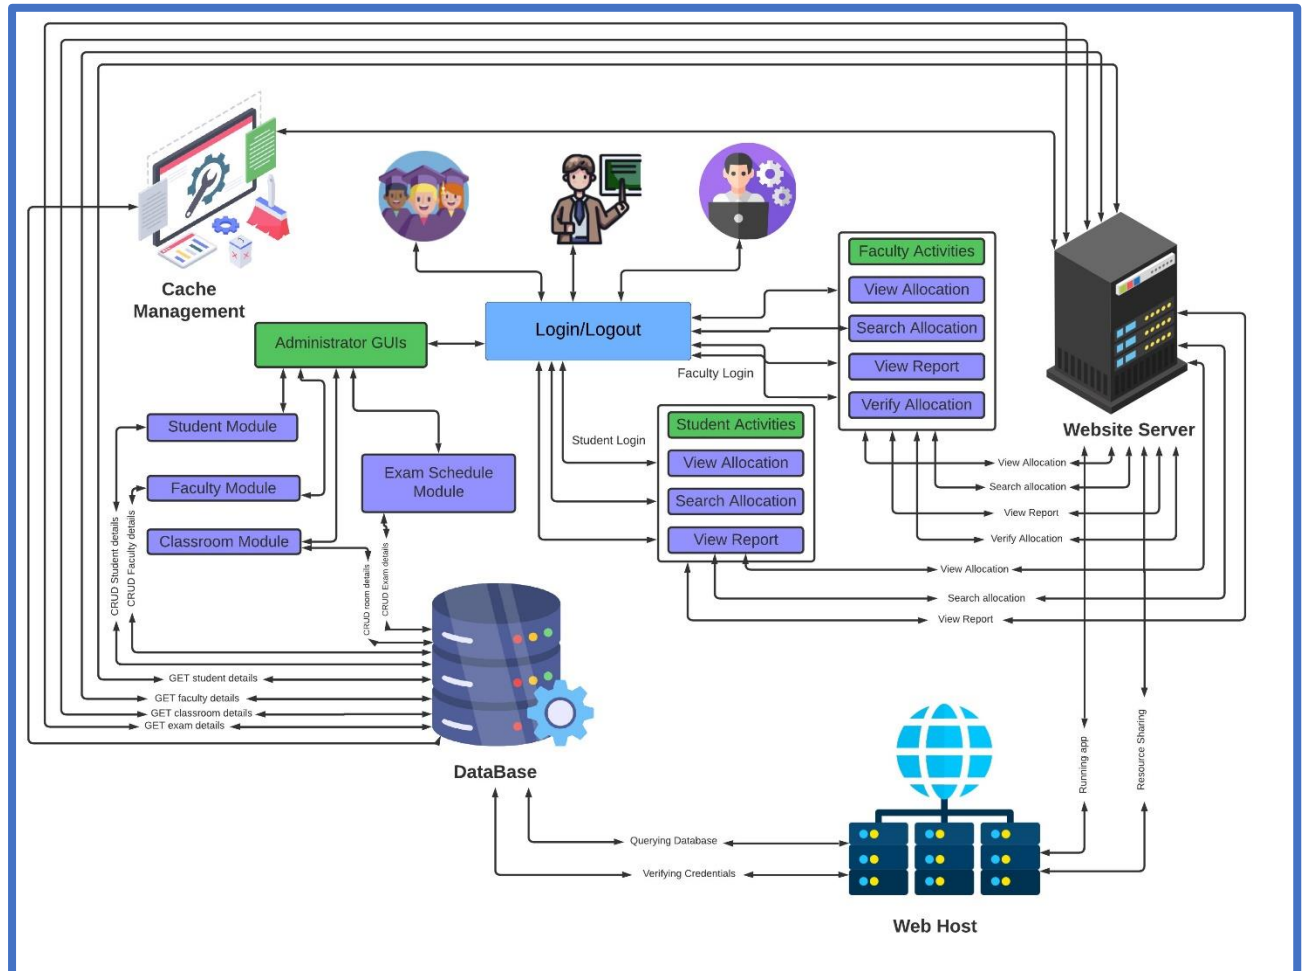 Cache
Management
Administrator GUIs
Login/Logout
Faculty Login
Student Login
Faculty Activities
View Allocation
Search Allocation
View Report
Verify Allocation
Website Server
Student Activities
View Allocation
Search Allocation
View Report
Student Module
Faculty Module
Classroom Module
Exam Schedule
Module
View Allocation
Search allocation
View Report
Verify Allocation
View Allocation
Search allocation
View Report
CRUD Student details
CRUD Faculty details
CRUD room details
CRUD Exam details
GET student details
GET faculty details
GET classroom details
GET exam details
DataBase
Querying Database
Verifying Credentials
Running app
Resource Sharing
Web Host